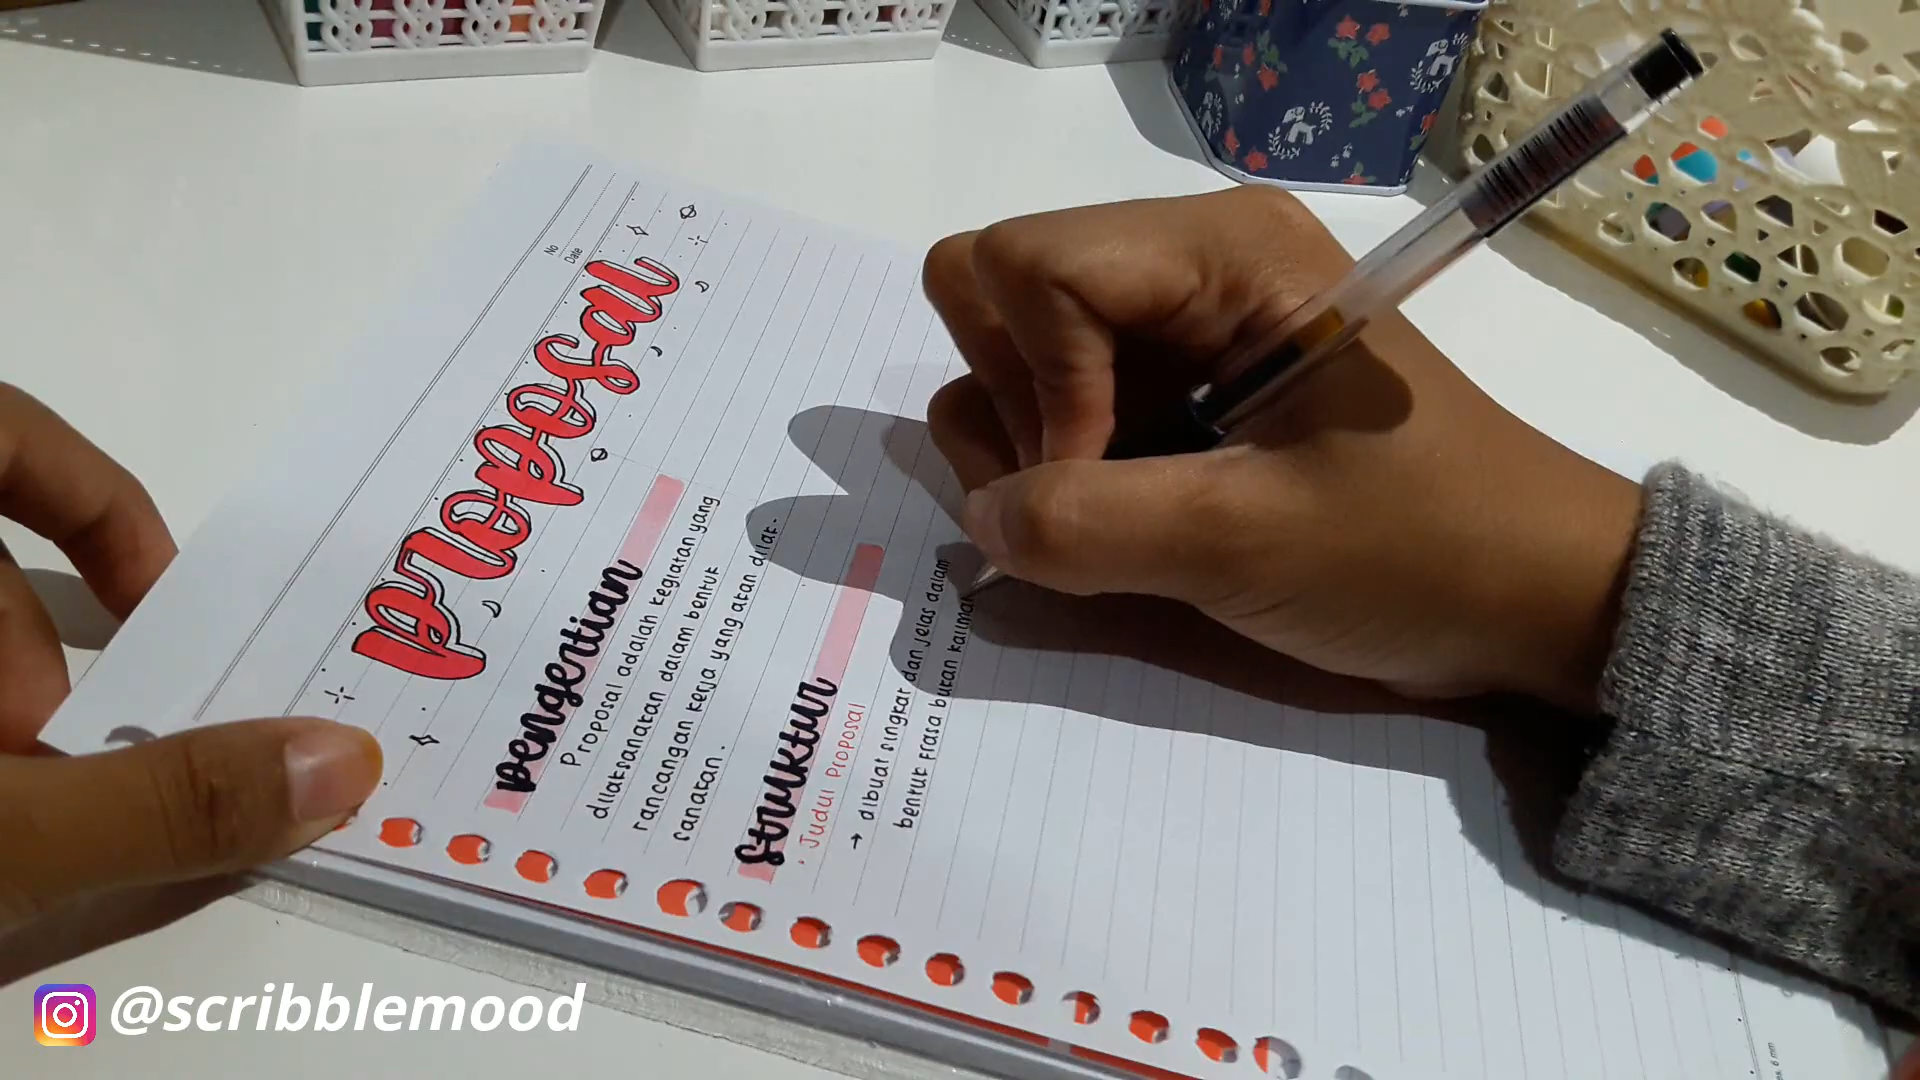 No
Date
proposal
pengertian
Proposal adalah kegiatan yang
dilaksanakan dalam bentuk
rancangan kerja yang akan dilak-
sanakan.
Struktur
• Judul Proposal
→ dibuat singkat dan jelas dalam
bentuk frasa bukan kalimat
@scribblemood